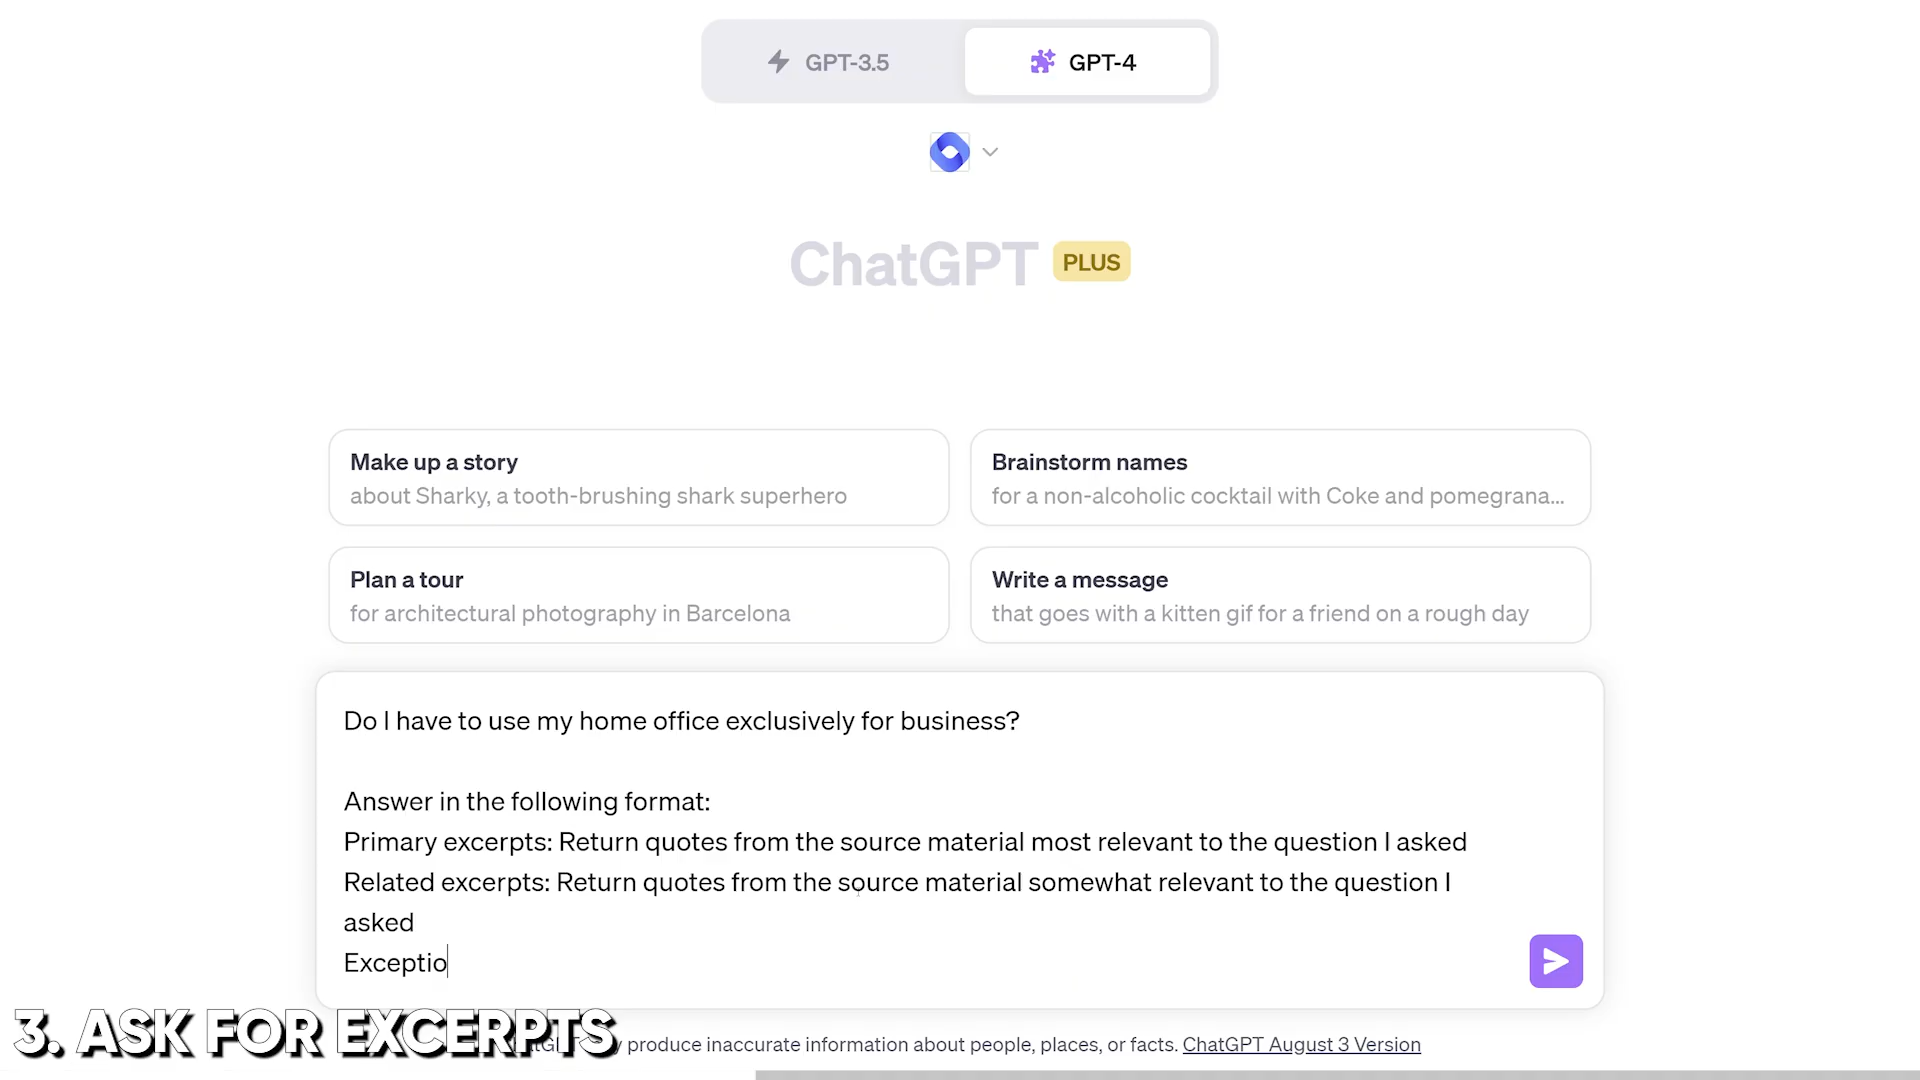 GPT-3.5
GPT-4
ChatGPT PLUS
Make up a story
about Sharky, a tooth-brushing shark superhero
Brainstorm names
for a non-alcoholic cocktail with Coke and pomegrana...
Plan a tour
for architectural photography in Barcelona
Write a message
that goes with a kitten gif for a friend on a rough day
Do I have to use my home office exclusively for business?
Answer in the following format:
Primary excerpts: Return quotes from the source material most relevant to the question I asked
Related excerpts: Return quotes from the source material somewhat relevant to the question I
asked
Exceptio
3. ASK FOR EXCERPTS
produce inaccurate information about people, places, or facts. ChatGPT August 3 Version